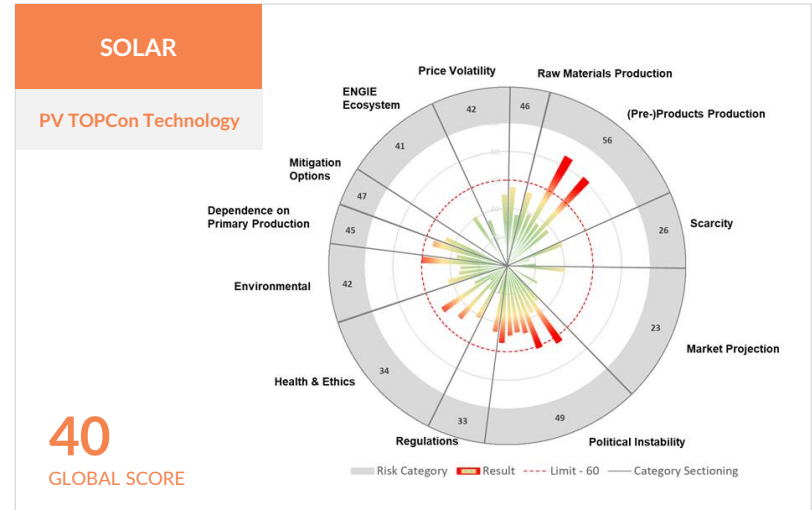 SOLAR
PV TOPCon Technology
Price Volatility
Raw Materials Production
ENGIE
Ecosystem
(Pre-)Products Production
Mitigation
Options
Dependence on
Primary Production
Scarcity
Environmental
Market Projection
Health & Ethics
Regulations
Political Instability
42
46
56
41
47
45
26
42
23
34
33
49
40
GLOBAL SCORE
Risk Category
Result
Limit - 60
Category Sectioning